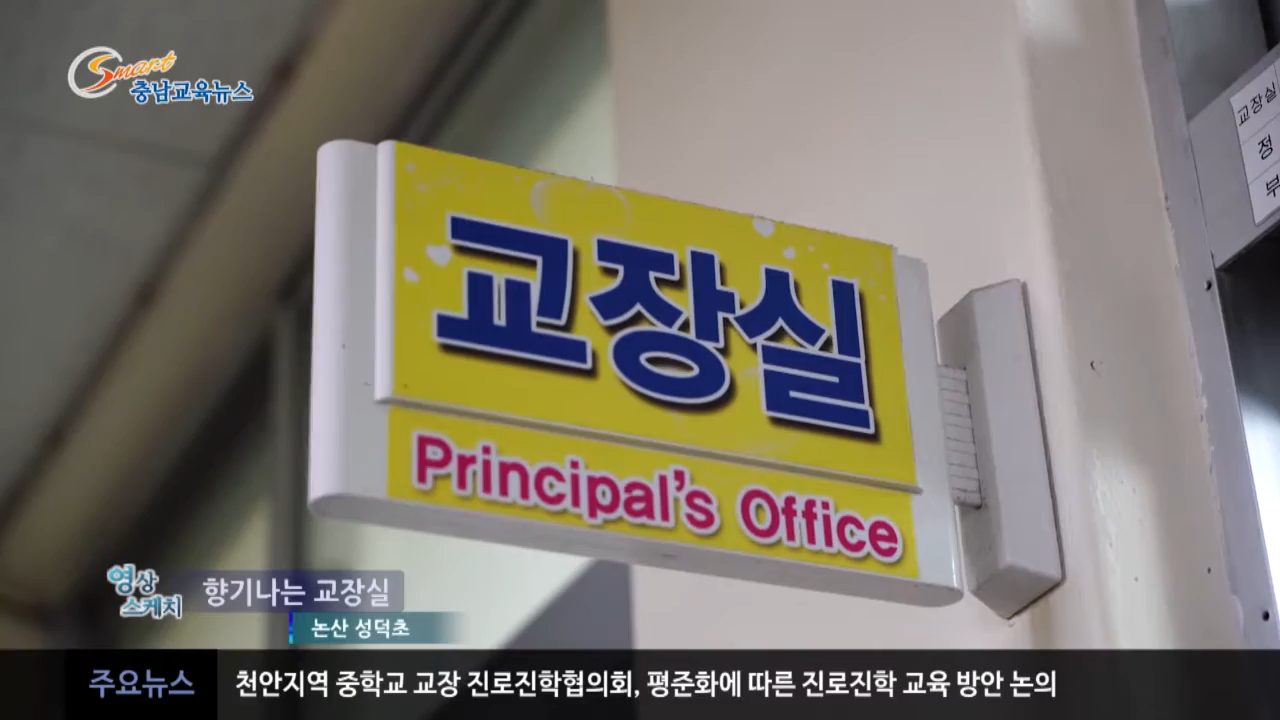 Smart
충남교육뉴스
교장실
정
부
교장실
Principal's Office
영상
스케치
향기나는 교장실
논산 성덕초
주요뉴스 천안지역 중학교 교장 진로진학협의회, 평준화에 따른 진로진학 교육 방안 논의